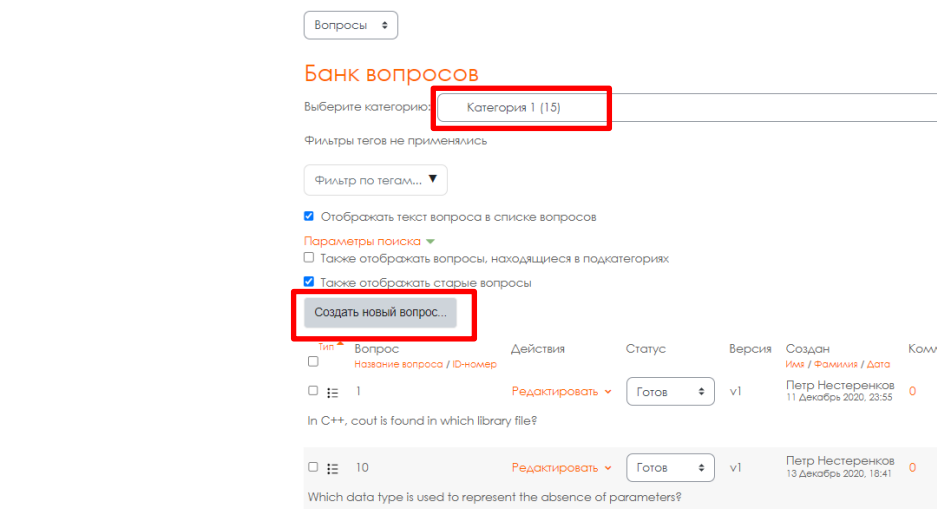 Вопросы
Банк вопросов
Выберите категорию: Категория 1 (15)
Фильтры тегов не применялись
Фильтр по тегам... ▼
Отображать текст вопроса в списке вопросов
Параметры поиска
Также отображать вопросы, находящиеся в подкатегориях
Также отображать старые вопросы
Создать новый вопрос...
Тип Вопрос Действия Статус Версия Создан Комм
Название вопроса / ID-номер Имя / Фамилия / Дата
1 Редактировать Готов v1 Петр Нестеренков 0
11 Декабрь 2020, 23:55
In C++, cout is found in which library file?
10 Редактировать Готов v1 Петр Нестеренков 0
13 Декабрь 2020, 18:41
Which data type is used to represent the absence of parameters?